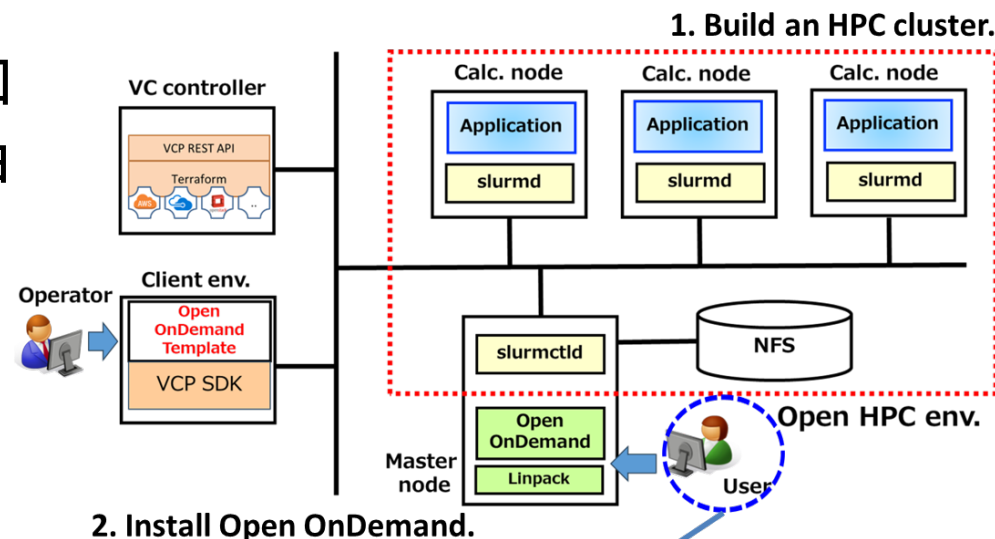 1. Build an HPC cluster.
VC controller
VCP REST API
Terraform
AWS
..
Calc. node
Application
slurmd
Calc. node
Application
slurmd
Calc. node
Application
slurmd
Operator
Client env.
Open
OnDemand
Template
VCP SDK
slurmctld
NFS
Open
OnDemand
Linpack
Master
node
User
Open HPC env.
2. Install Open OnDemand.